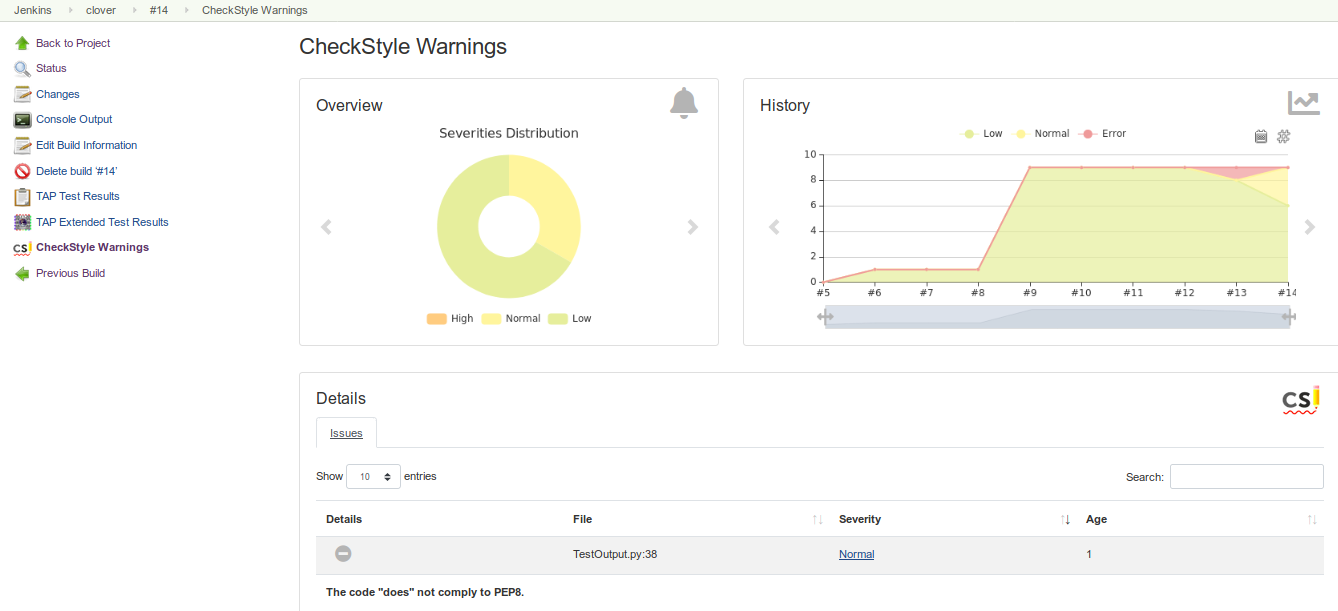 Jenkins clover #14 CheckStyle Warnings
Back to Project
Status
Changes
Console Output
Edit Build Information
Delete build '#14'
TAP Test Results
TAP Extended Test Results
CS! CheckStyle Warnings
Previous Build
CheckStyle Warnings
Overview
Severities Distribution
High Normal Low
History
Low Normal Error
10
8
6
4
2
0
#5 #6 #7 #8 #9 #10 #11 #12 #13 #14
Details
CS!
Issues
Show 10 entries
Search:
Details File Severity Age
TestOutput.py:38 Normal 1
The code "does" not comply to PEP8.